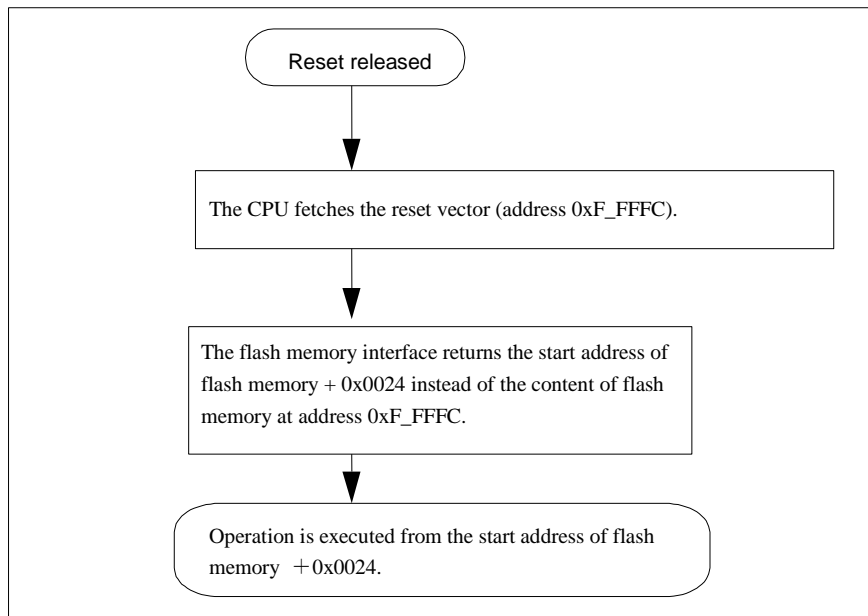 Reset released
The CPU fetches the reset vector (address 0xF_FFFC).
The flash memory interface returns the start address of
flash memory + 0x0024 instead of the content of flash
memory at address 0xF_FFFC.
Operation is executed from the start address of flash
memory ＋0x0024.